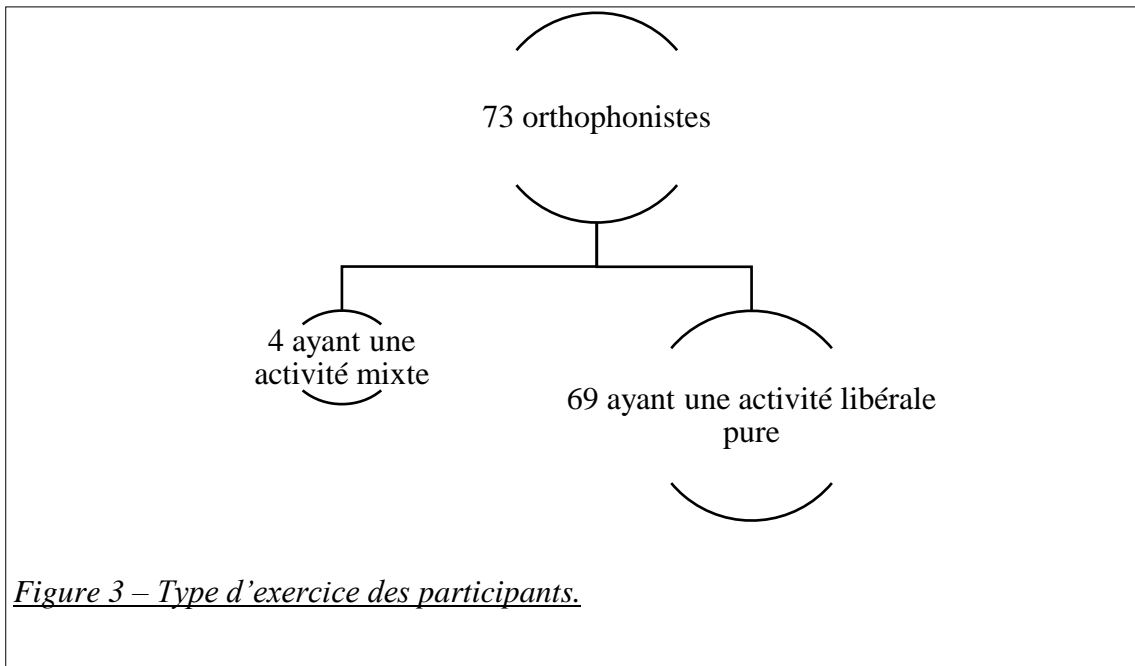 73 orthophonistes
4 ayant une
activité mixte
69 ayant une activité libérale
pure
Figure 3 – Type d’exercice des participants.